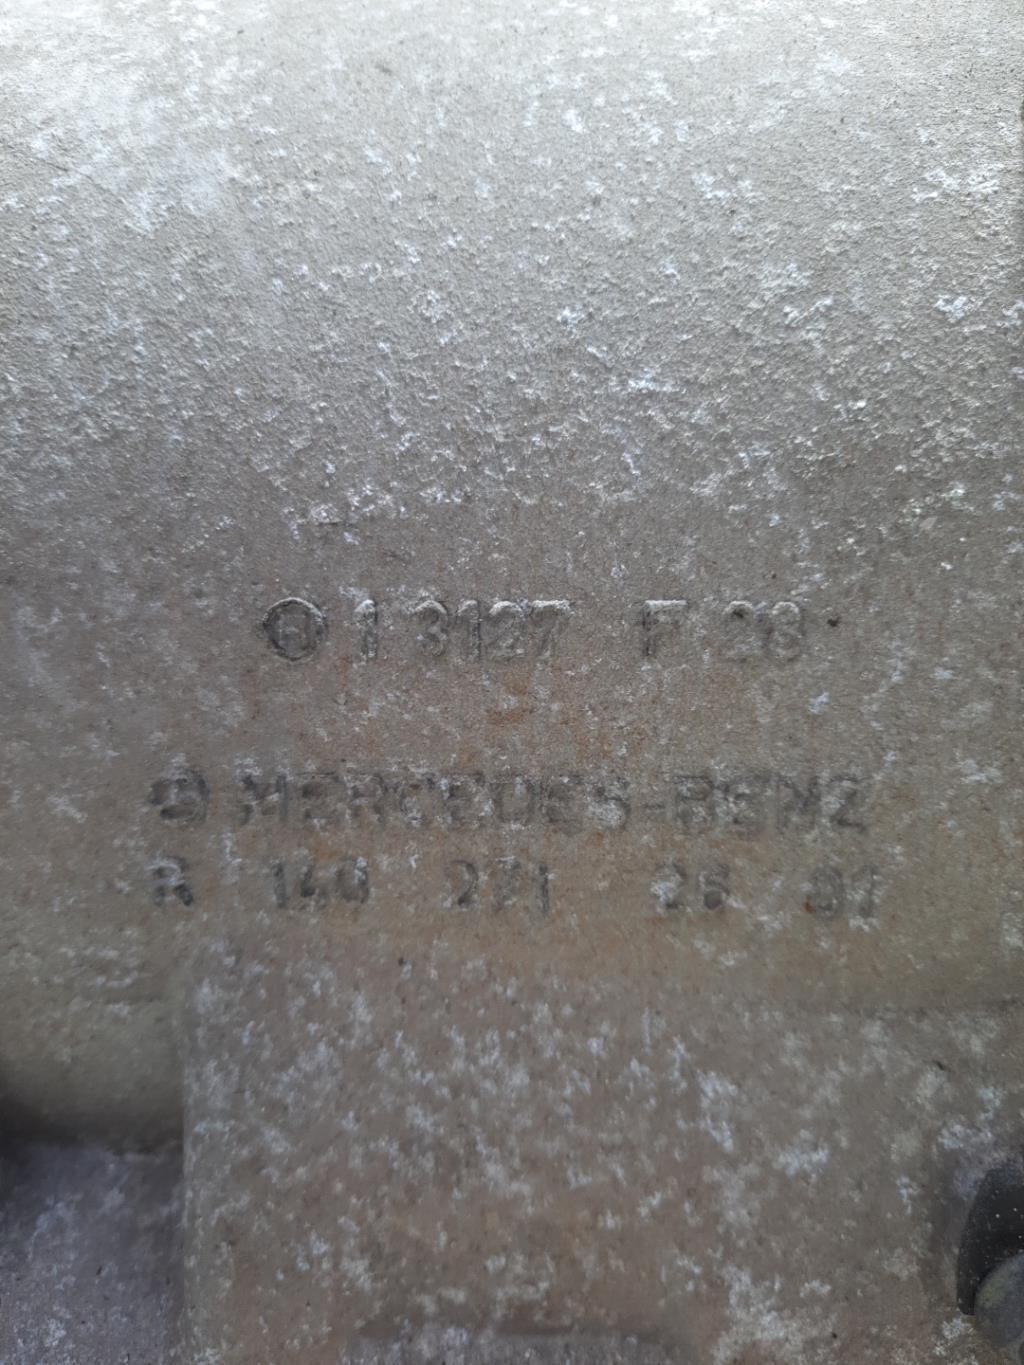 H 1 3127 F 28
MERCEDES-BENZ
R 140 271 26 01